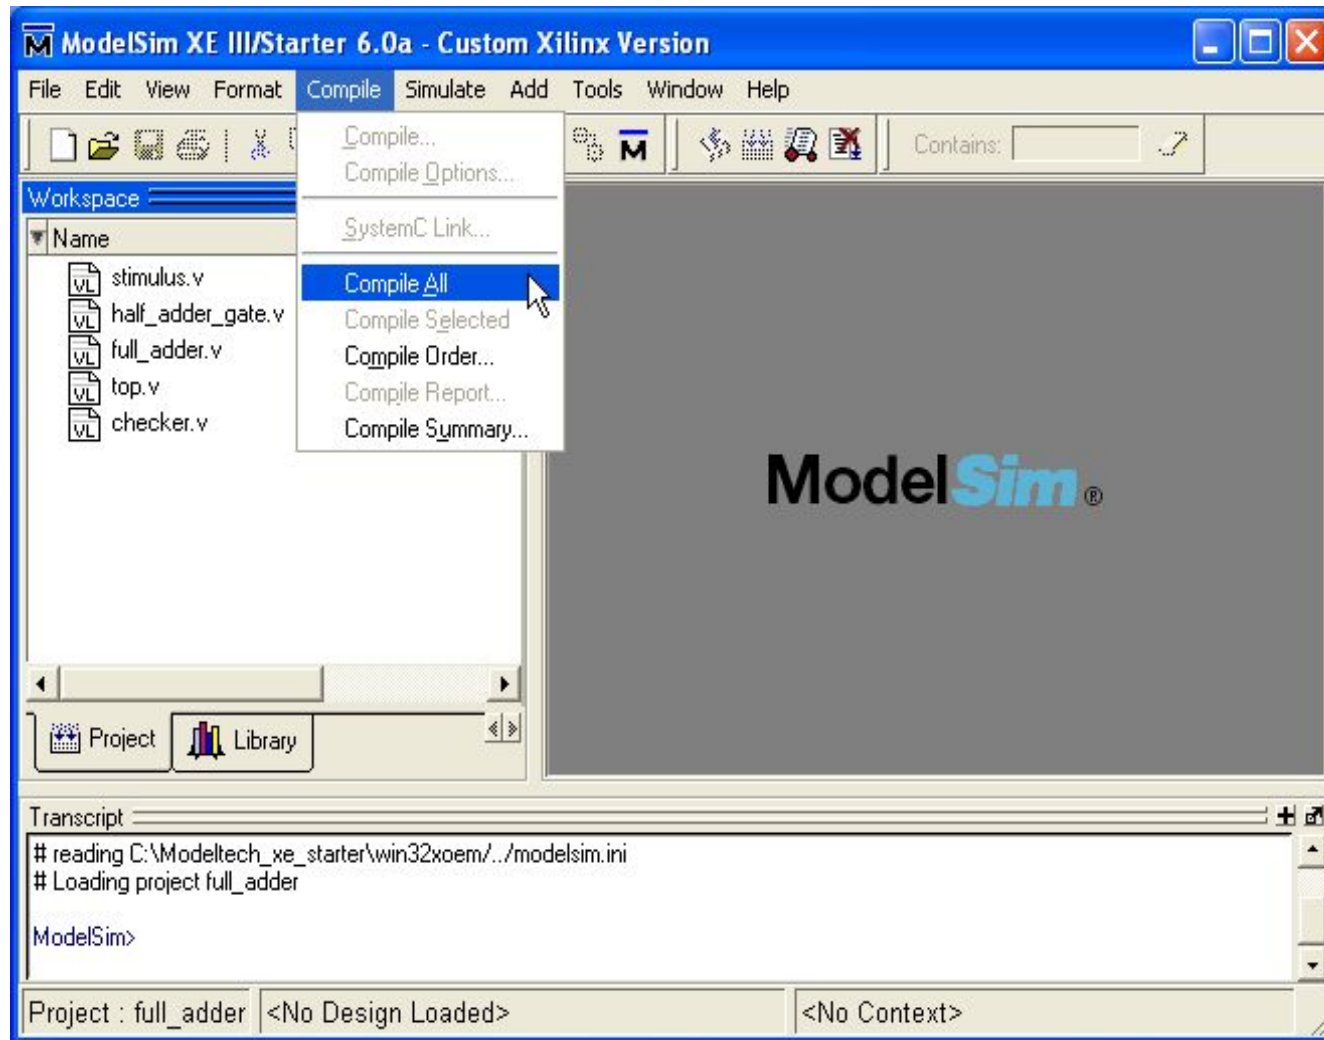 ModelSim XE III/Starter 6.0a - Custom Xilinx Version
File Edit View Format Compile Simulate Add Tools Window Help
Contains:
Compile...
Compile Options...
SystemC Link...
Compile All
Compile Selected
Compile Order...
Compile Report...
Compile Summary...
Workspace
Name
stimulus.v
half_adder_gate.v
full_adder.v
top.v
checker.v
ModelSim®
Project Library
Transcript
# reading C:\Modeltech_xe_starter\win32xoem/../modelsim.ini
# Loading project full_adder
ModelSim>
Project : full_adder <No Design Loaded> <No Context>